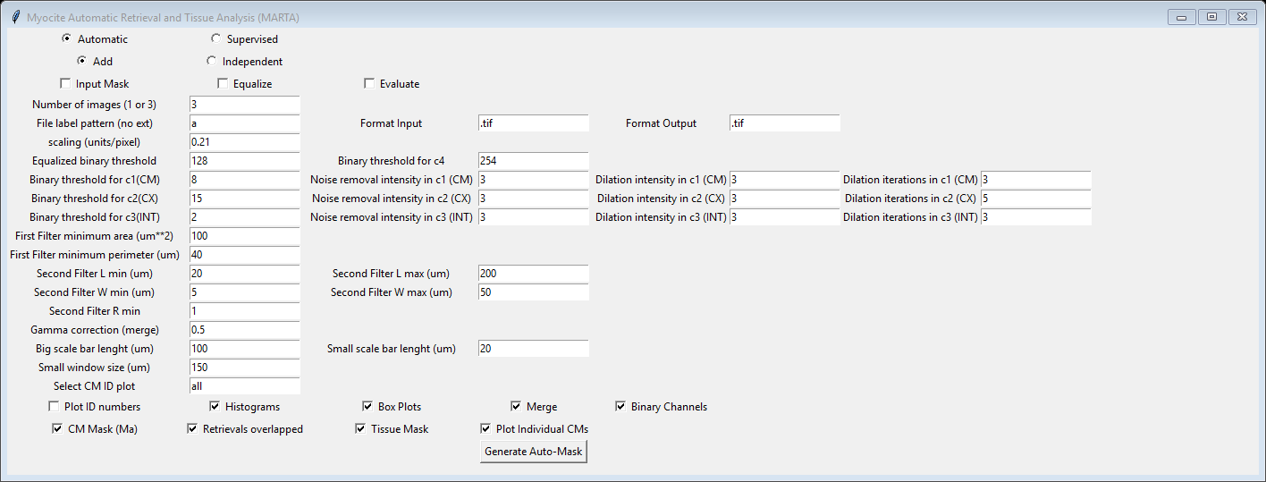 Myocite Automatic Retrieval and Tissue Analysis (MARTA)
Automatic Supervised
Add Independent
Input Mask Equalize Evaluate
Number of images (1 or 3) 3
File label pattern (no ext) a Format Input .tif Format Output .tif
scaling (units/pixel) 0.21
Equalized binary threshold 128 Binary threshold for c4 254
Binary threshold for c1(CM) 8 Noise removal intensity in c1 (CM) 3 Dilation intensity in c1 (CM) 3 Dilation iterations in c1 (CM) 3
Binary threshold for c2(CX) 15 Noise removal intensity in c2 (CX) 3 Dilation intensity in c2 (CX) 3 Dilation iterations in c2 (CX) 5
Binary threshold for c3(INT) 2 Noise removal intensity in c3 (INT) 3 Dilation intensity in c3 (INT) 3 Dilation iterations in c3 (INT) 3
First Filter minimum area (um**2) 100
First Filter minimum perimeter (um) 40
Second Filter L min (um) 20 Second Filter L max (um) 200
Second Filter W min (um) 5 Second Filter W max (um) 50
Second Filter R min 1
Gamma correction (merge) 0.5
Big scale bar lenght (um) 100 Small scale bar lenght (um) 20
Small window size (um) 150
Select CM ID plot all
Plot ID numbers Histograms Box Plots Merge Binary Channels
CM Mask (Ma) Retrievals overlapped Tissue Mask Plot Individual CMs
Generate Auto-Mask